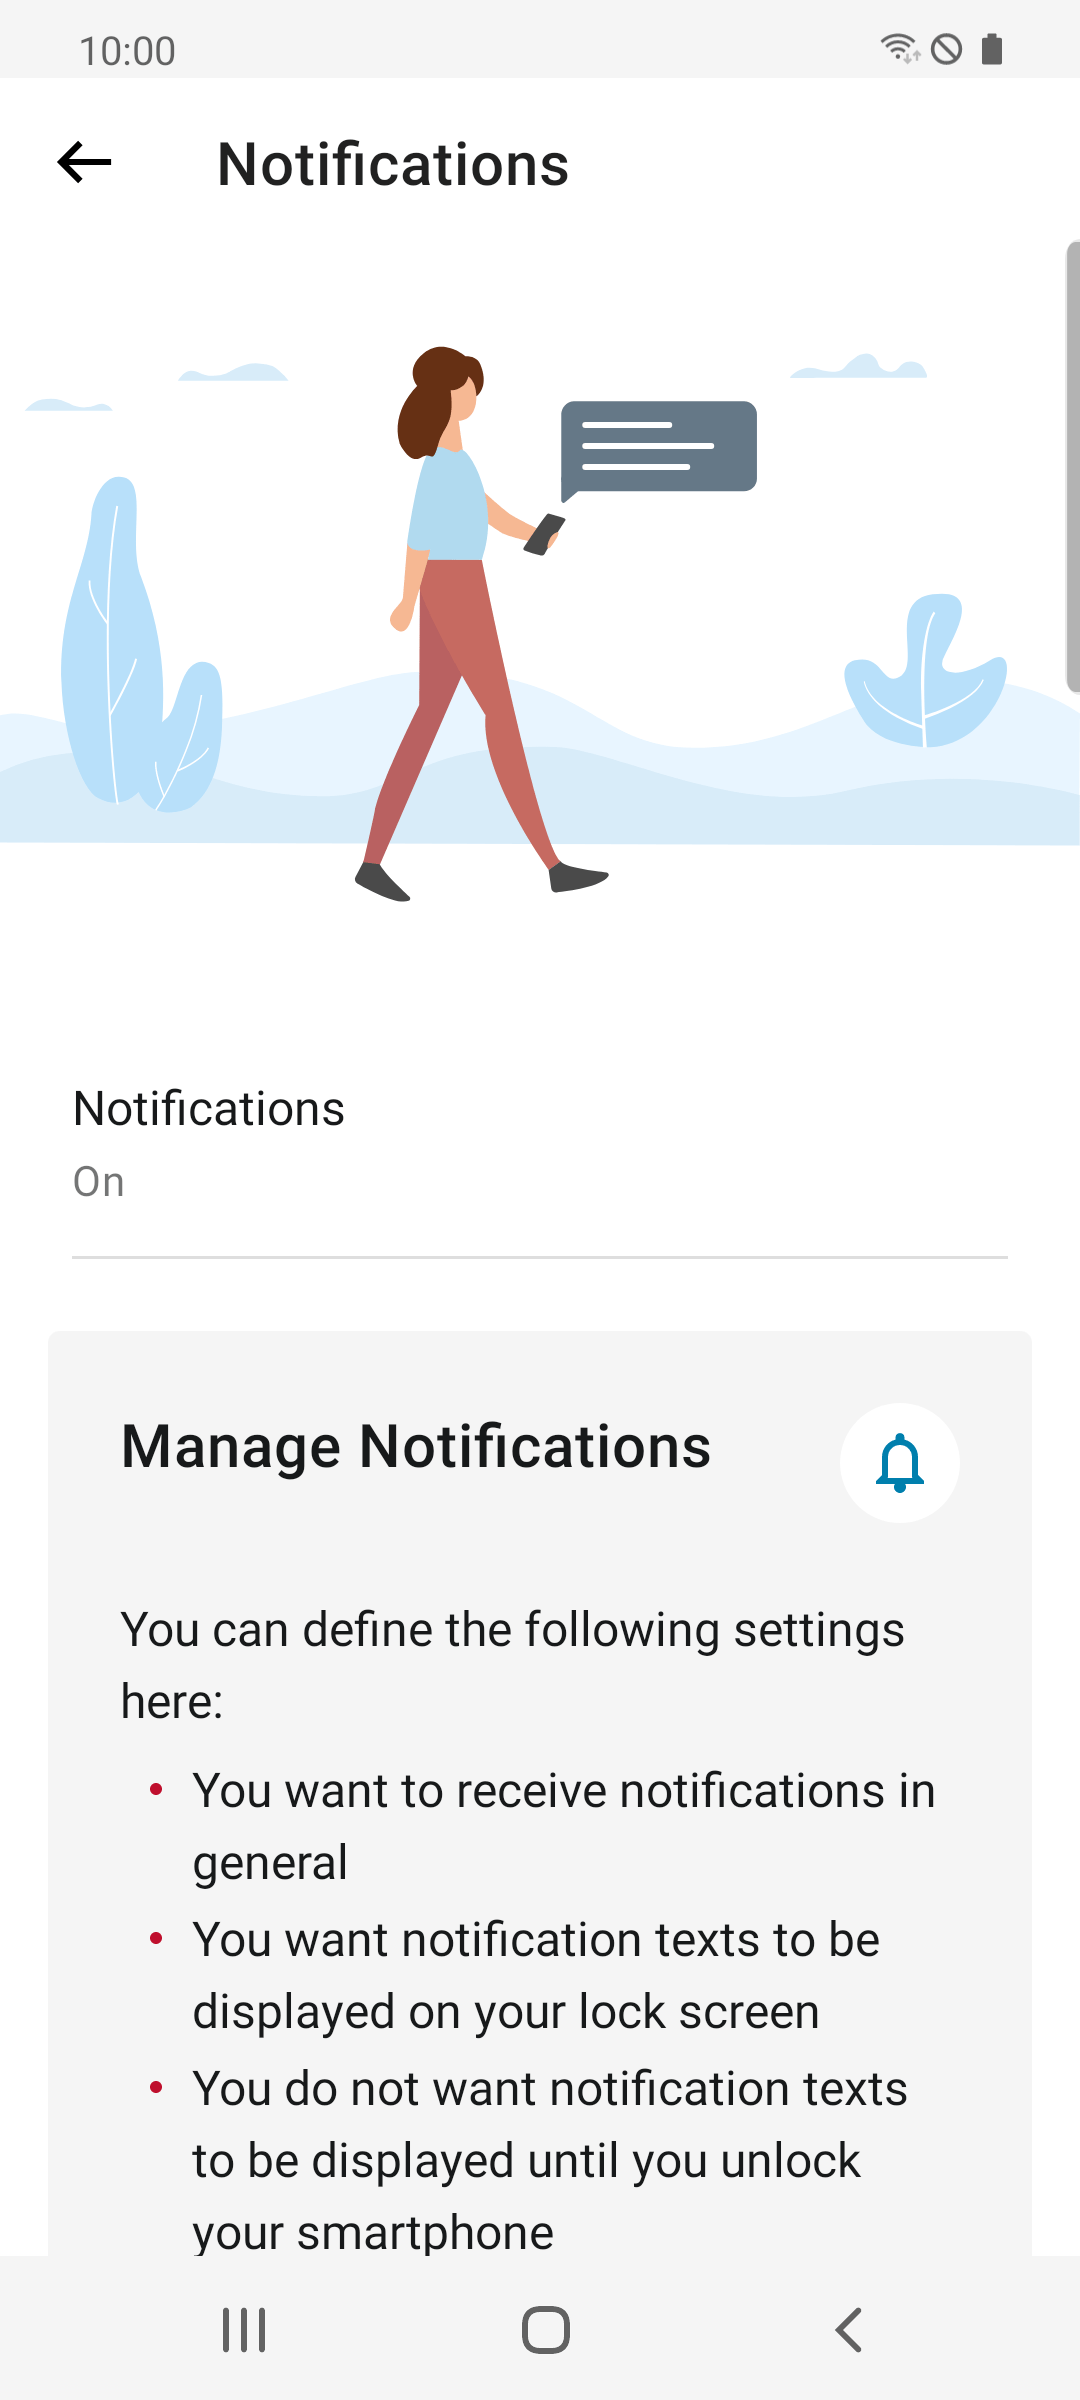 10:00
Notifications
Notifications
On
Manage Notifications
You can define the following settings
here:
• You want to receive notifications in
general
• You want notification texts to be
displayed on your lock screen
• You do not want notification texts
to be displayed until you unlock
your smartphone